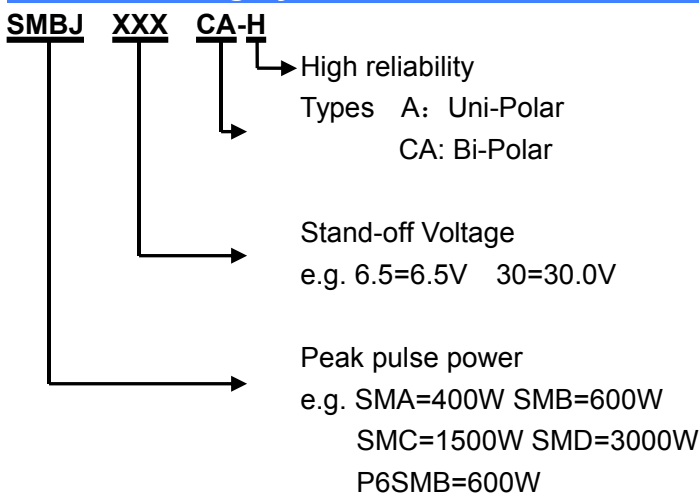 SMBJ XXX CA-H
High reliability
Types A：Uni-Polar
CA: Bi-Polar
Stand-off Voltage
e.g. 6.5=6.5V 30=30.0V
Peak pulse power
e.g. SMA=400W SMB=600W
SMC=1500W SMD=3000W
P6SMB=600W